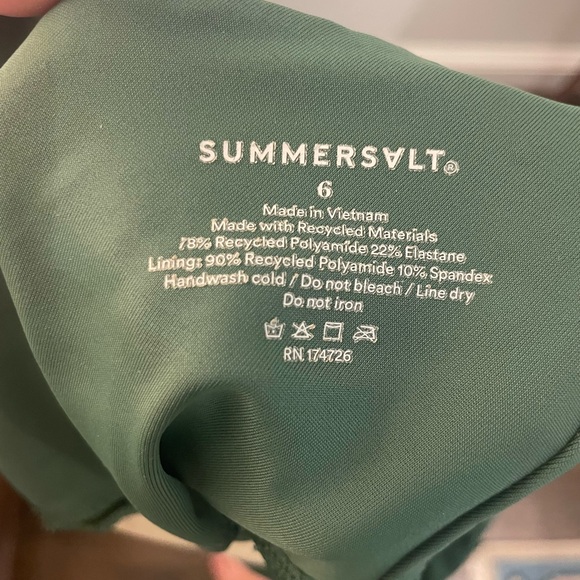 SUMMERSALT®
6
Made in Vietnam
Made with Recycled Materials
78% Recycled Polyamide 22% Elastane
Lining: 90% Recycled Polyamide 10% Spandex
Handwash cold / Do not bleach / Line dry
Do not iron
RN 174726